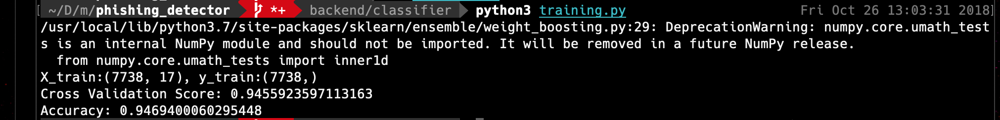 ~/D/m/phishing_detector *+ backend/classifier python3 training.py Fri Oct 26 13:03:31 2018
/usr/local/lib/python3.7/site-packages/sklearn/ensemble/weight_boosting.py:29: DeprecationWarning: numpy.core.umath_test
s is an internal NumPy module and should not be imported. It will be removed in a future NumPy release.
  from numpy.core.umath_tests import inner1d
X_train:(7738, 17), y_train:(7738,)
Cross Validation Score: 0.9455923597113163
Accuracy: 0.9469400060295448